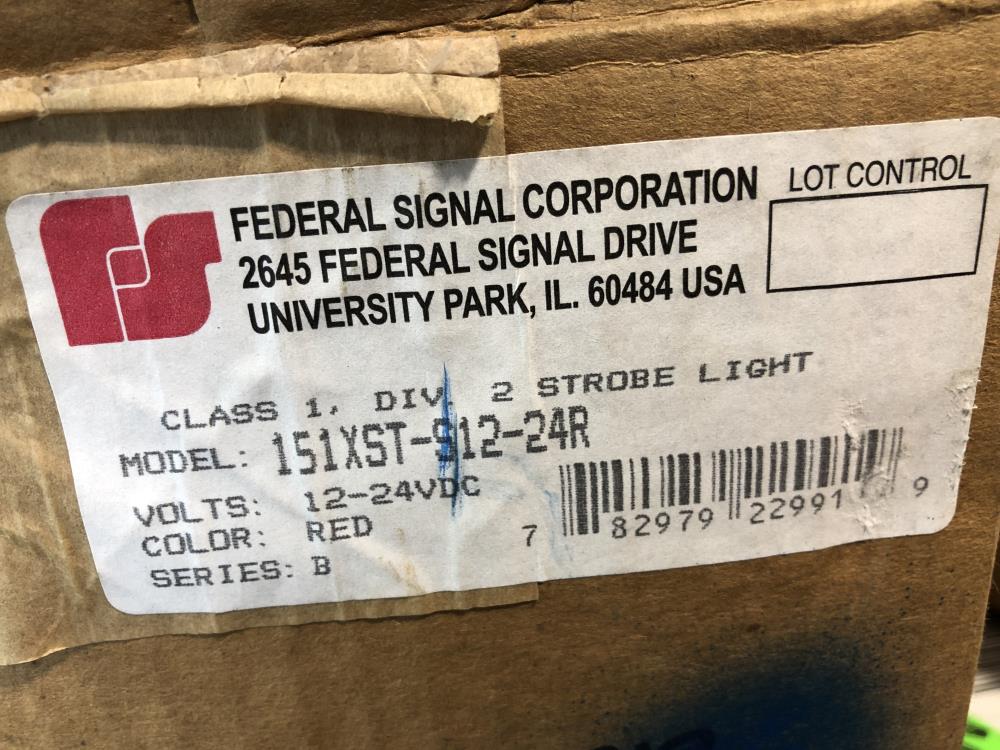 FEDERAL SIGNAL CORPORATION
2645 FEDERAL SIGNAL DRIVE
UNIVERSITY PARK, IL. 60484 USA
LOT CONTROL
CLASS 1, DIV. 2 STROBE LIGHT
MODEL: 151XST-S12-24R
VOLTS: 12-24VDC
COLOR: RED
SERIES: B
7 82979 22991 9